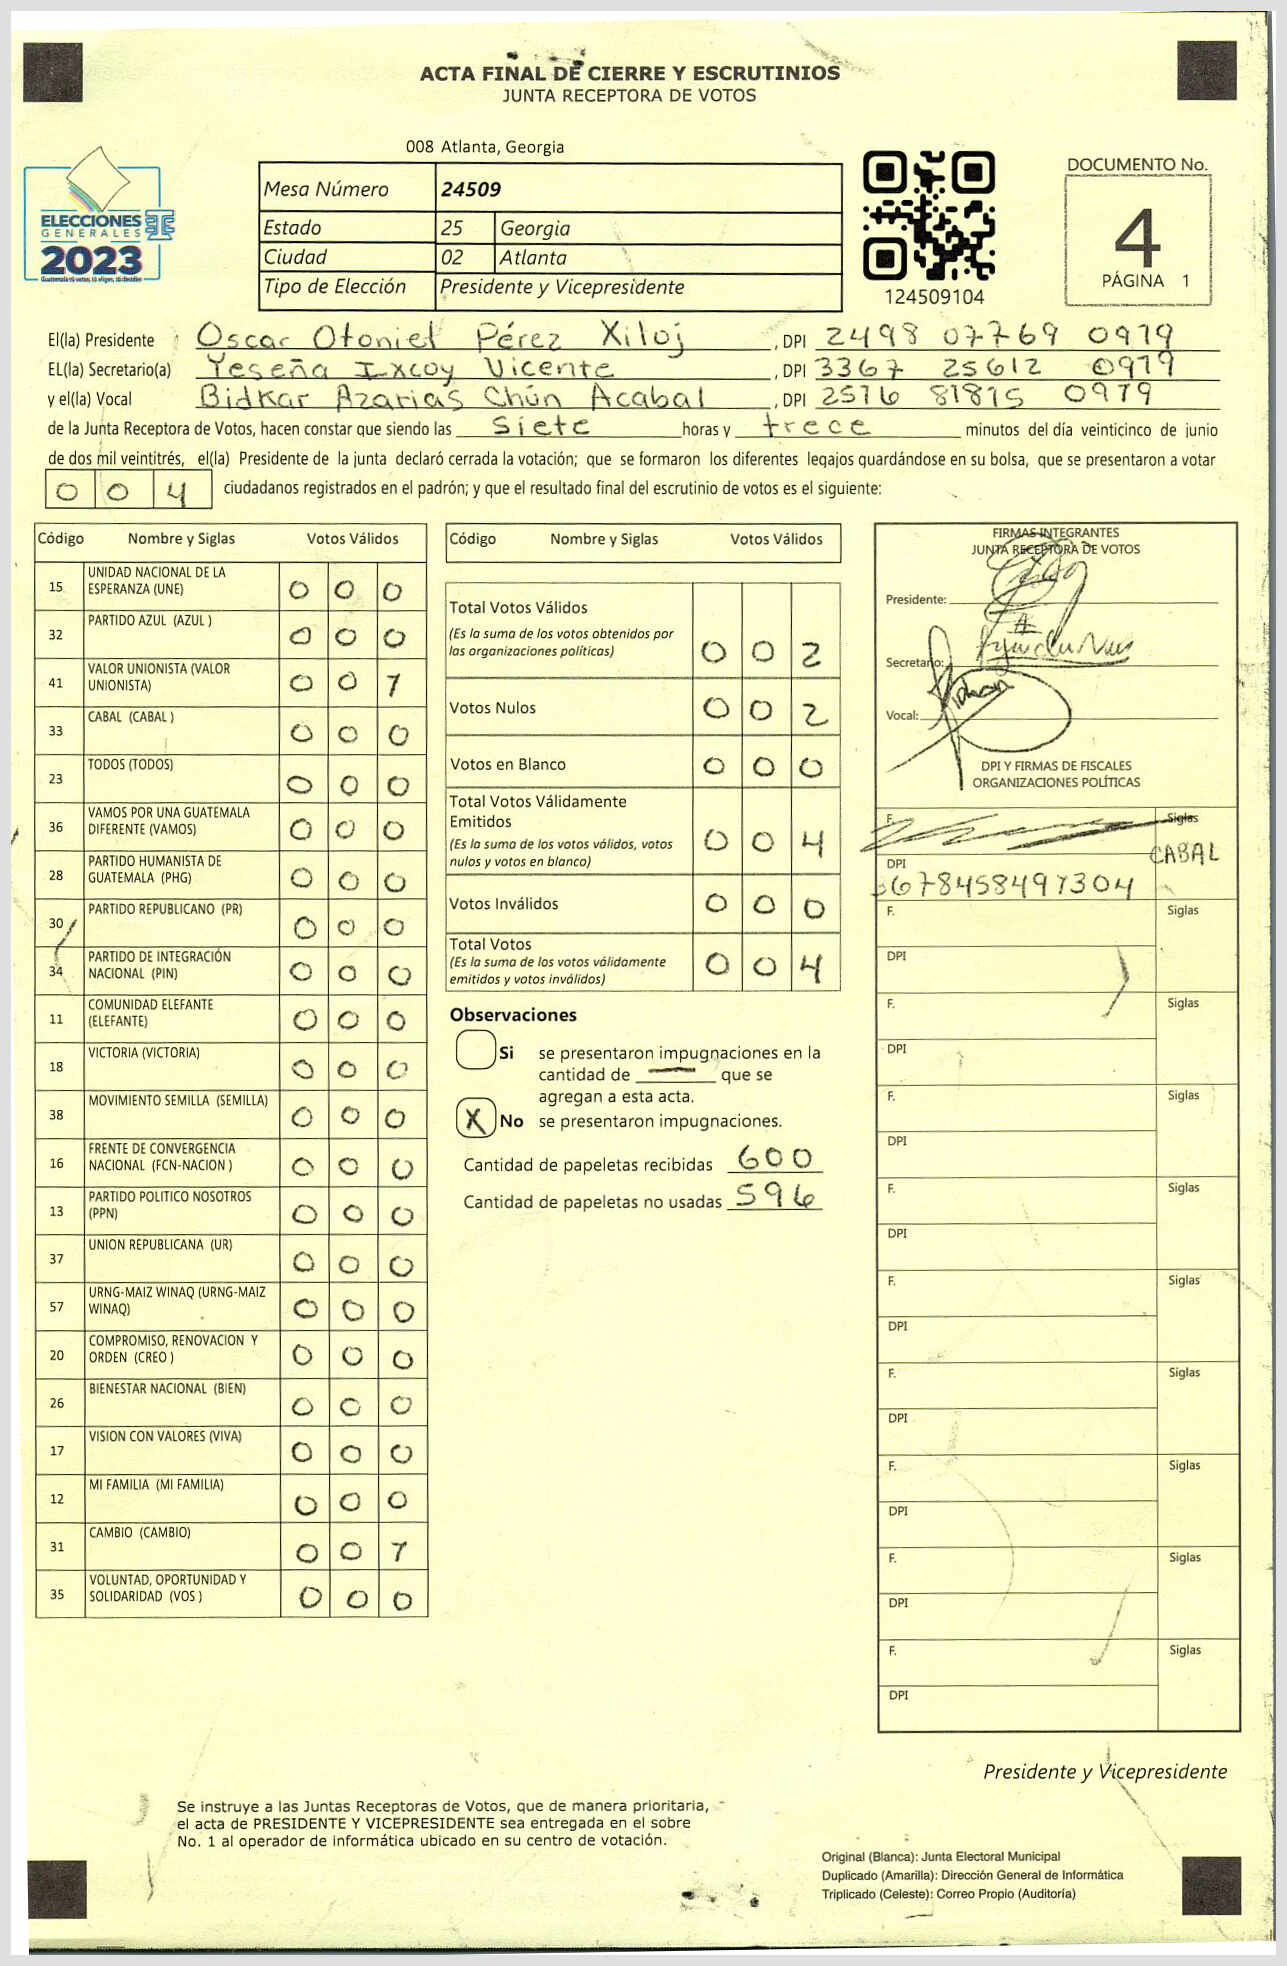 ACTA FINAL DE CIERRE Y ESCRUTINIOS
JUNTA RECEPTORA DE VOTOS
008 Atlanta, Georgia
ELECCIONES
GENERALES
2023
Mesa Número 24509
Estado 25 Georgia
Ciudad 02 Atlanta
Tipo de Elección Presidente y Vicepresidente
124509104
DOCUMENTO No.
4
PÁGINA 1
El(la) Presidente Oscar Otoniel Pérez Xiloj, DPI 2498 07769 0979
EL(la) Secretario(a) Yeseña Ixcoy Vicente, DPI 3367 25612 0979
y el(la) Vocal Bidkar Azarias Chún Acabal, DPI 2516 81815 0979
de la Junta Receptora de Votos, hacen constar que siendo las siete horas y trece minutos del día veinticinco de junio
de dos mil veintitrés, el(la) Presidente de la junta declaró cerrada la votación; que se formaron los diferentes legajos guardándose en su bolsa, que se presentaron a votar
0 0 4 ciudadanos registrados en el padrón; y que el resultado final del escrutinio de votos es el siguiente:
Código Nombre y Siglas Votos Válidos
15 UNIDAD NACIONAL DE LA ESPERANZA (UNE) 0 0 0
32 PARTIDO AZUL (AZUL ) 0 0 0
41 VALOR UNIONISTA (VALOR UNIONISTA) 0 0 1
33 CABAL (CABAL ) 0 0 0
23 TODOS (TODOS) 0 0 0
36 VAMOS POR UNA GUATEMALA DIFERENTE (VAMOS) 0 0 0
28 PARTIDO HUMANISTA DE GUATEMALA (PHG) 0 0 0
30 PARTIDO REPUBLICANO (PR) 0 0 0
34 PARTIDO DE INTEGRACIÓN NACIONAL (PIN) 0 0 0
11 COMUNIDAD ELEFANTE (ELEFANTE) 0 0 0
18 VICTORIA (VICTORIA) 0 0 0
38 MOVIMIENTO SEMILLA (SEMILLA) 0 0 0
16 FRENTE DE CONVERGENCIA NACIONAL (FCN-NACION ) 0 0 0
13 PARTIDO POLITICO NOSOTROS (PPN) 0 0 0
37 UNION REPUBLICANA (UR) 0 0 0
57 URNG-MAIZ WINAQ (URNG-MAIZ WINAQ) 0 0 0
20 COMPROMISO, RENOVACION Y ORDEN (CREO ) 0 0 0
26 BIENESTAR NACIONAL (BIEN) 0 0 0
17 VISION CON VALORES (VIVA) 0 0 0
12 MI FAMILIA (MI FAMILIA) 0 0 0
31 CAMBIO (CAMBIO) 0 0 1
35 VOLUNTAD, OPORTUNIDAD Y SOLIDARIDAD (VOS ) 0 0 0
Código Nombre y Siglas Votos Válidos
Total Votos Válidos
(Es la suma de los votos obtenidos por
las organizaciones políticas) 0 0 2
Votos Nulos 0 0 2
Votos en Blanco 0 0 0
Total Votos Válidamente
Emitidos
(Es la suma de los votos válidos, votos
nulos y votos en blanco) 0 0 4
Votos Inválidos 0 0 0
Total Votos
(Es la suma de los votos válidamente
emitidos y votos inválidos) 0 0 4
Observaciones
Si se presentaron impugnaciones en la
cantidad de — que se
agregan a esta acta.
X No se presentaron impugnaciones.
Cantidad de papeletas recibidas 600
Cantidad de papeletas no usadas 596
FIRMAS INTEGRANTES
JUNTA RECEPTORA DE VOTOS
Presidente:
Secretario:
Vocal:
DPI Y FIRMAS DE FISCALES
ORGANIZACIONES POLÍTICAS
F. Siglas
CABAL
DPI
3678458497304
F. Siglas
DPI
F. Siglas
DPI
F. Siglas
DPI
F. Siglas
DPI
F. Siglas
DPI
F. Siglas
DPI
F. Siglas
DPI
F. Siglas
DPI
F. Siglas
DPI
Presidente y Vicepresidente
Se instruye a las Juntas Receptoras de Votos, que de manera prioritaria,
el acta de PRESIDENTE Y VICEPRESIDENTE sea entregada en el sobre
No. 1 al operador de informática ubicado en su centro de votación.
Original (Blanca): Junta Electoral Municipal
Duplicado (Amarilla): Dirección General de Informática
Triplicado (Celeste): Correo Propio (Auditoría)